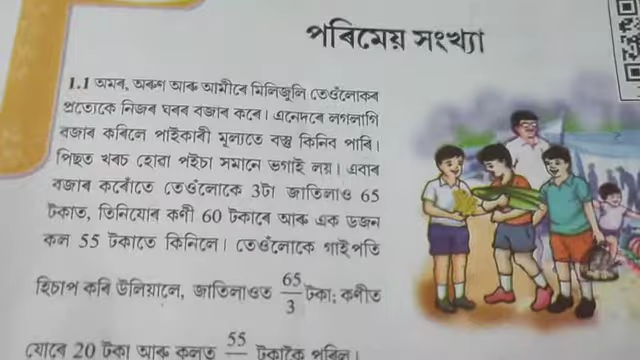 পৰিমেয় সংখ্যা
1.1 অমৰ, অৰুণ আৰু আমীৰে মিলিজুলি তেওঁলোকৰ
প্ৰত্যেকে নিজৰ ঘৰৰ বজাৰ কৰে। এনেদৰে লগলাগি
বজাৰ কৰিলে পাইকাৰী মূল্যতে বস্তু কিনিব পাৰি।
পিছত খৰচ হোৱা পইচা সমানে ভগাই লয়। এবাৰ
বজাৰ কৰোঁতে তেওঁলোকে 3টা জাতিলাও 65
টকাত, তিনিযোৰ কণী 60 টকাৰে আৰু এক ডজন
কল 55 টকাতে কিনিলে। তেওঁলোকে গাইপতি
হিচাপ কৰি উলিয়ালে, জাতিলাওত 65/3 টকা; কণীত
যোৰে 20 টকা আৰু কলত 55 টকাকৈ পৰিল।